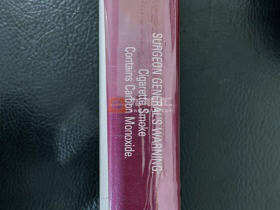 SURGEON GENERAL'S WARNING:
Cigarette Smoke
Contains Carbon Monoxide.